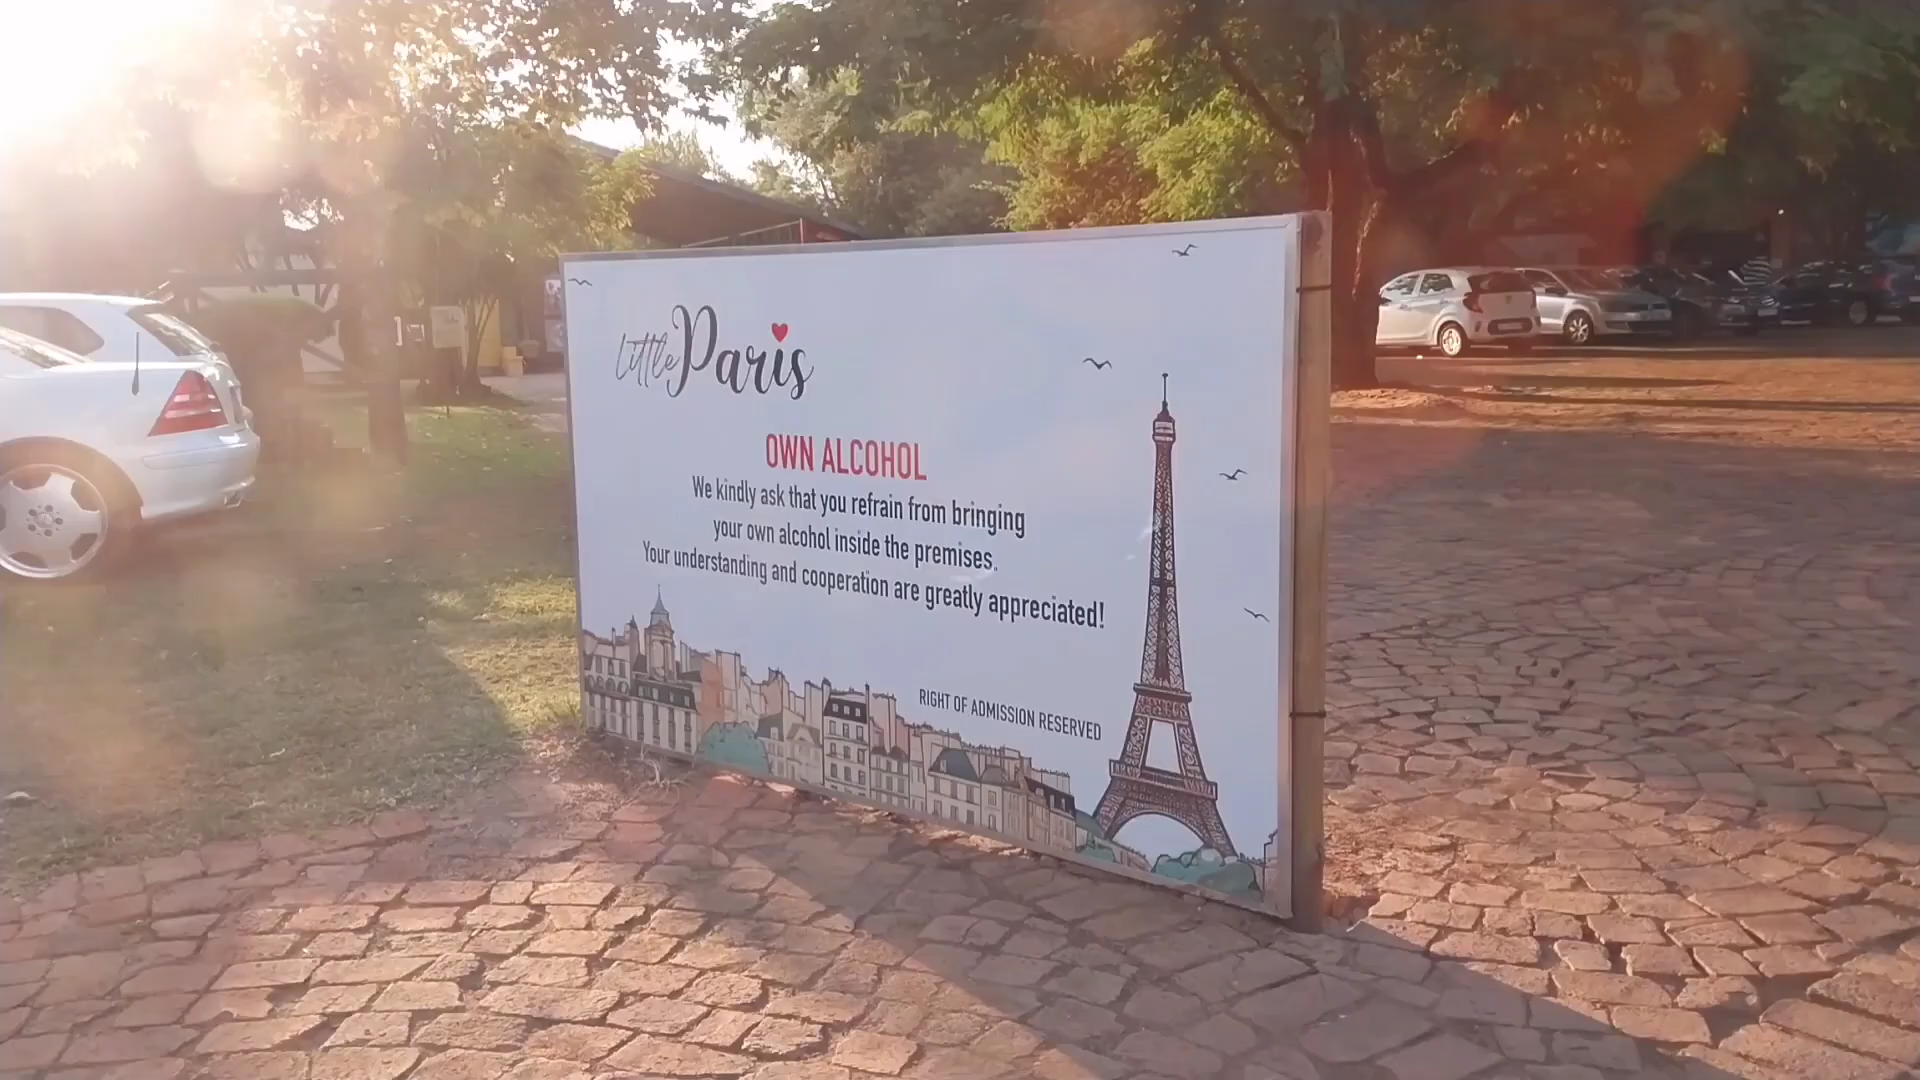 little Paris
OWN ALCOHOL
We kindly ask that you refrain from bringing
your own alcohol inside the premises.
Your understanding and cooperation are greatly appreciated!
RIGHT OF ADMISSION RESERVED